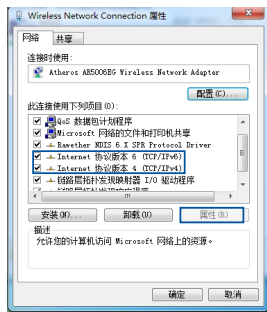 Wireless Network Connection 属性
网络 共享
连接时使用:
Atheros AR5006EG Wireless Network Adapter
配置(C)...
此连接使用下列项目(O):
QoS 数据包计划程序
Microsoft 网络的文件和打印机共享
Rawether NDIS 6.X SPR Protocol Driver
Internet 协议版本 6 (TCP/IPv6)
Internet 协议版本 4 (TCP/IPv4)
链路层拓扑发现映射器 I/O 驱动程序
安装(N)... 卸载(U) 属性(R)
描述
允许您的计算机访问 Microsoft 网络上的资源。
确定 取消